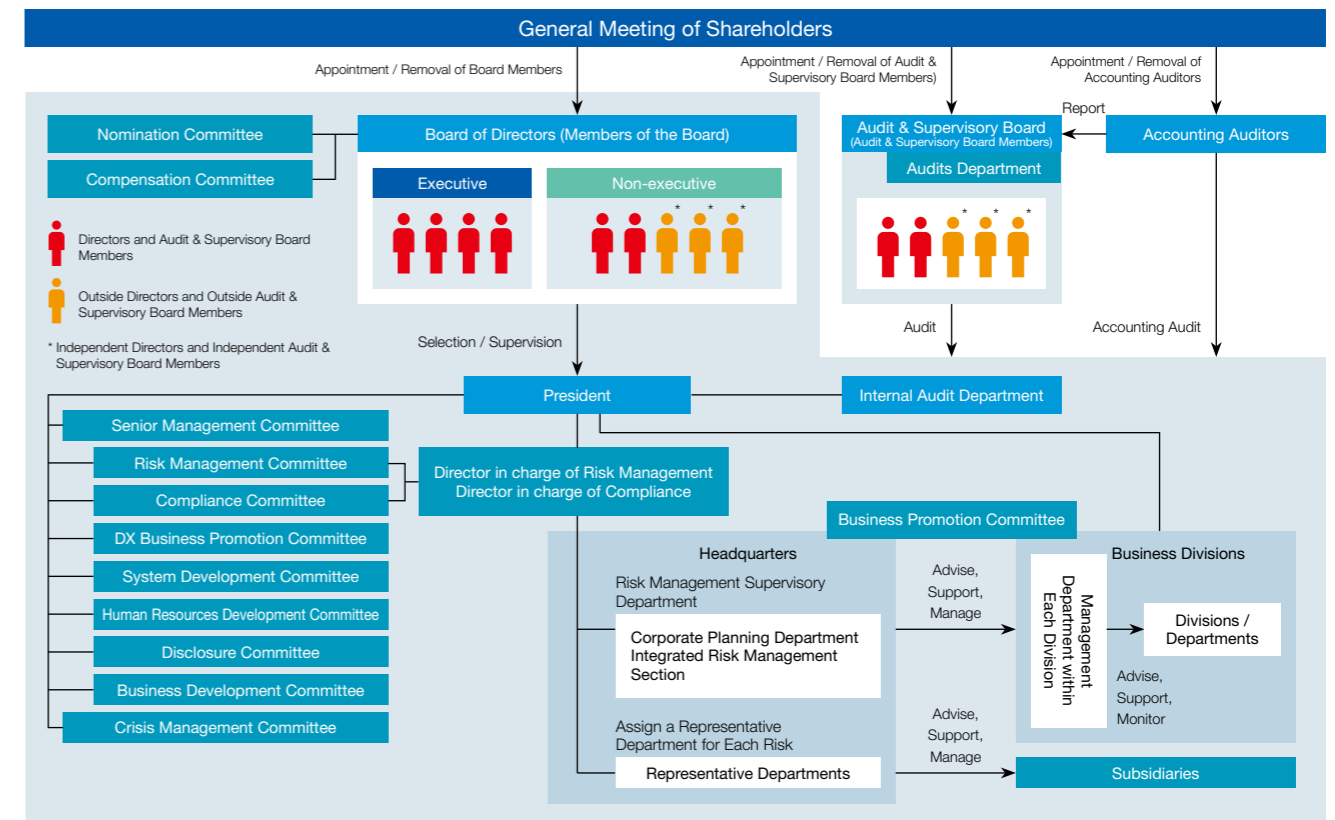 General Meeting of Shareholders
Appointment / Removal of Board Members
Appointment / Removal of Audit &
Supervisory Board Members)
Appointment / Removal of
Accounting Auditors
Report
Nomination Committee
Compensation Committee
Board of Directors (Members of the Board)
Audit & Supervisory Board
(Audit & Supervisory Board Members)
Audits Department
Accounting Auditors
Executive
Non-executive
* * *
* * *
Directors and Audit & Supervisory Board
Members
Outside Directors and Outside Audit &
Supervisory Board Members
* Independent Directors and Independent Audit &
Supervisory Board Members
Selection / Supervision
Audit
Accounting Audit
President
Internal Audit Department
Senior Management Committee
Risk Management Committee
Compliance Committee
DX Business Promotion Committee
System Development Committee
Human Resources Development Committee
Disclosure Committee
Business Development Committee
Crisis Management Committee
Director in charge of Risk Management
Director in charge of Compliance
Business Promotion Committee
Headquarters
Risk Management Supervisory
Department
Corporate Planning Department
Integrated Risk Management
Section
Assign a Representative
Department for Each Risk
Representative Departments
Advise,
Support,
Manage
Advise,
Support,
Manage
Business Divisions
Management
Department within
Each Division
Divisions /
Departments
Advise,
Support,
Monitor
Subsidiaries